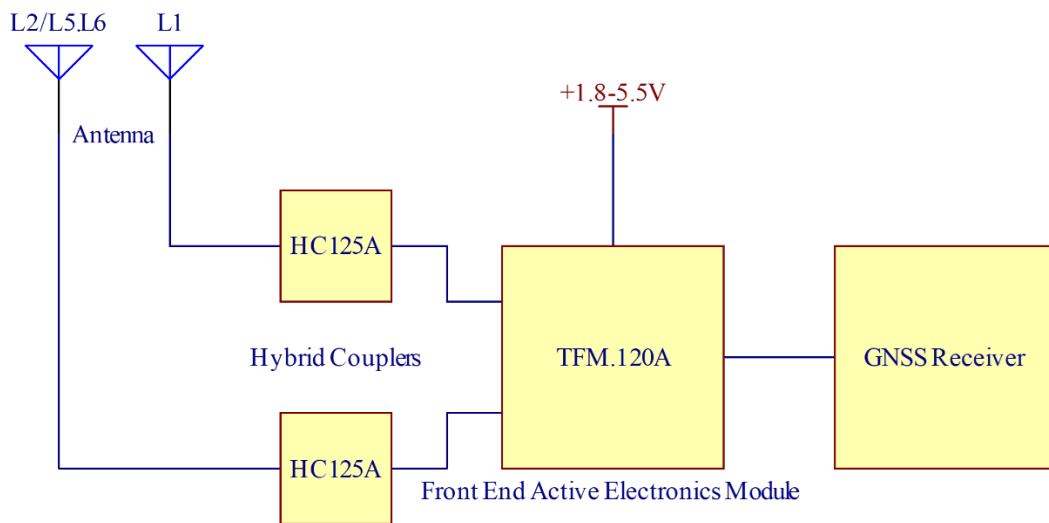 L2/L5.L6
L1
+1.8-5.5V
Antenna
HC125A
Hybrid Couplers
TFM.120A
GNSS Receiver
HC125A
Front End Active Electronics Module